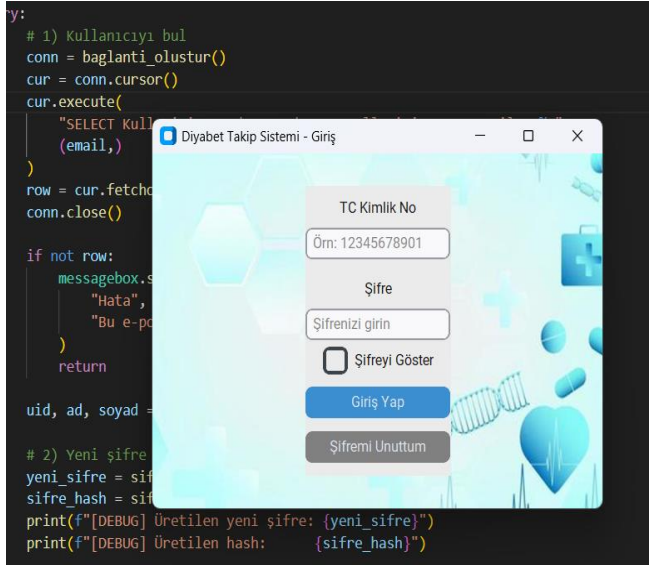 ry:
# 1) Kullanıcıyı bul
conn = baglanti_olustur()
cur = conn.cursor()
cur.execute(
"SELECT Kull
(email,)
)
row = cur.fetcho
conn.close()
if not row:
messagebox.s
"Hata",
"Bu e-po
)
return
uid, ad, soyad =
# 2) Yeni şifre
yeni_sifre = sif
sifre_hash = sif
print(f"[DEBUG] Üretilen yeni şifre: {yeni_sifre}")
print(f"[DEBUG] Üretilen hash:      {sifre_hash}")
Diyabet Takip Sistemi - Giriş
TC Kimlik No
Örn: 12345678901
Şifre
Şifrenizi girin
Şifreyi Göster
Giriş Yap
Şifremi Unuttum